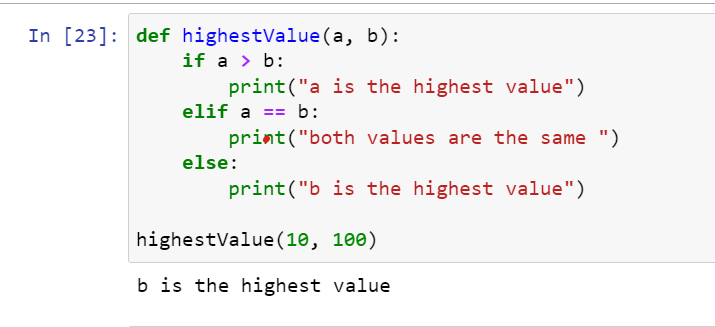 In [23]: def highestValue(a, b):
    if a > b:
        print("a is the highest value")
    elif a == b:
        print("both values are the same ")
    else:
        print("b is the highest value")
highestValue(10, 100)
b is the highest value